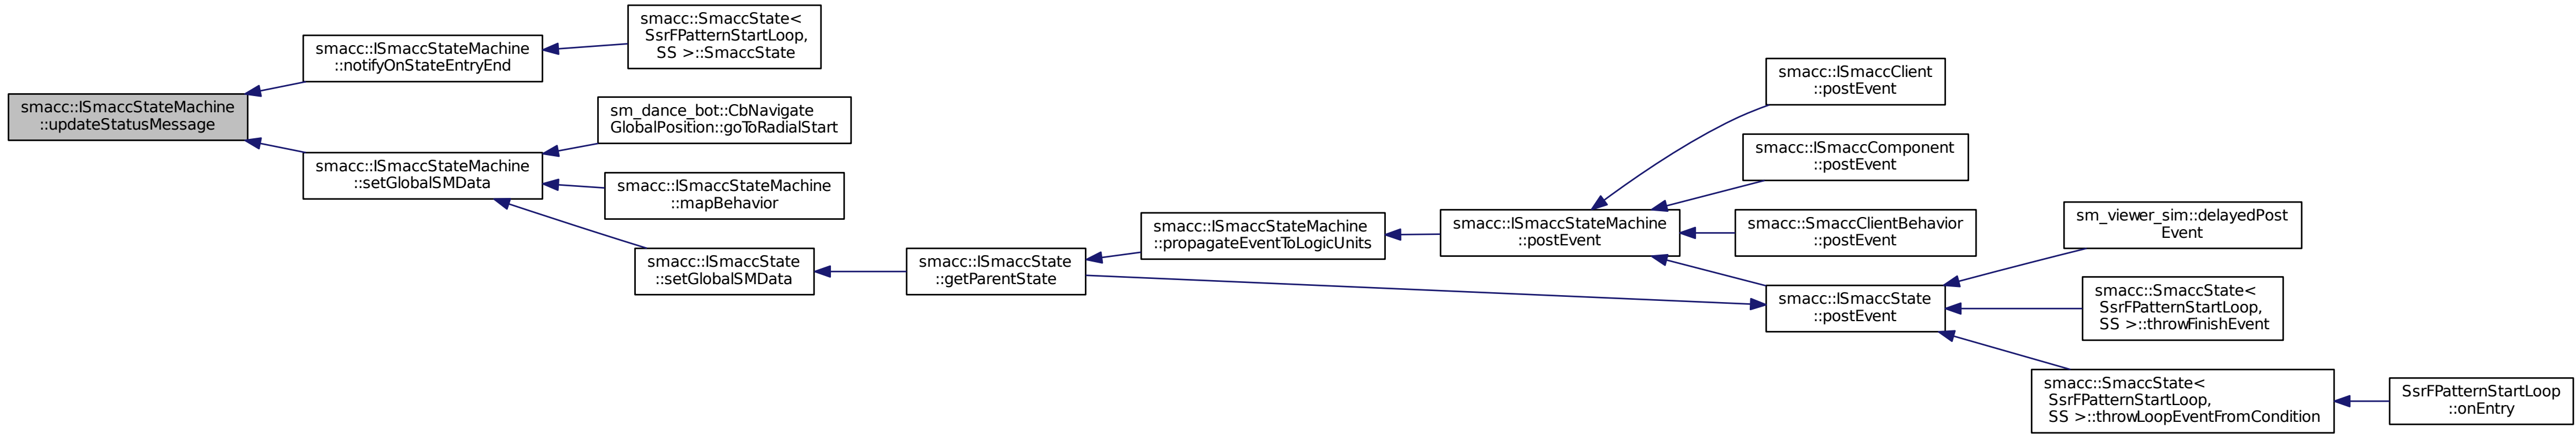 smacc::ISmaccStateMachine
::updateStatusMessage
smacc::ISmaccStateMachine
::notifyOnStateEntryEnd
smacc::SmaccState<
SsrFPatternStartLoop,
SS >::SmaccState
smacc::ISmaccStateMachine
::setGlobalSMData
sm_dance_bot::CbNavigate
GlobalPosition::goToRadialStart
smacc::ISmaccStateMachine
::mapBehavior
smacc::ISmaccState
::setGlobalSMData
smacc::ISmaccState
::getParentState
smacc::ISmaccStateMachine
::propagateEventToLogicUnits
smacc::ISmaccStateMachine
::postEvent
smacc::ISmaccClient
::postEvent
smacc::ISmaccComponent
::postEvent
smacc::SmaccClientBehavior
::postEvent
smacc::ISmaccState
::postEvent
sm_viewer_sim::delayedPost
Event
smacc::SmaccState<
SsrFPatternStartLoop,
SS >::throwFinishEvent
smacc::SmaccState<
SsrFPatternStartLoop,
SS >::throwLoopEventFromCondition
SsrFPatternStartLoop
::onEntry